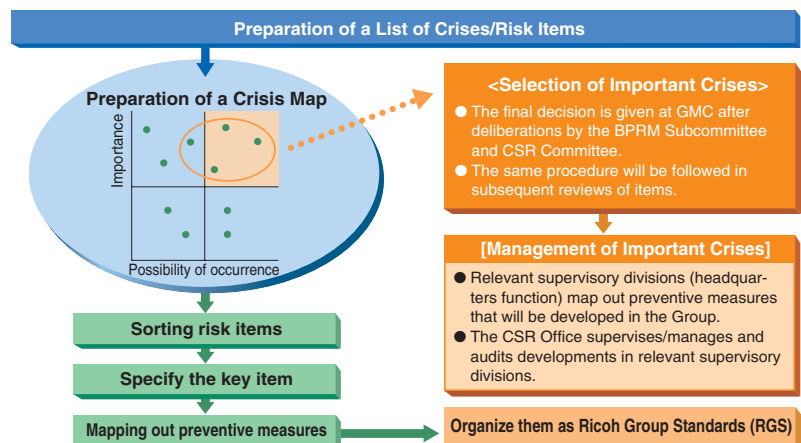 Preparation of a List of Crises/Risk Items
Preparation of a Crisis Map
Importance
Possibility of occurrence
Sorting risk items
Specify the key item
Mapping out preventive measures
<Selection of Important Crises>
● The final decision is given at GMC after
deliberations by the BPRM Subcommittee
and CSR Committee.
● The same procedure will be followed in
subsequent reviews of items.
[Management of Important Crises]
● Relevant supervisory divisions (headquar-
ters function) map out preventive measures
that will be developed in the Group.
● The CSR Office supervises/manages and
audits developments in relevant supervisory
divisions.
Organize them as Ricoh Group Standards (RGS)